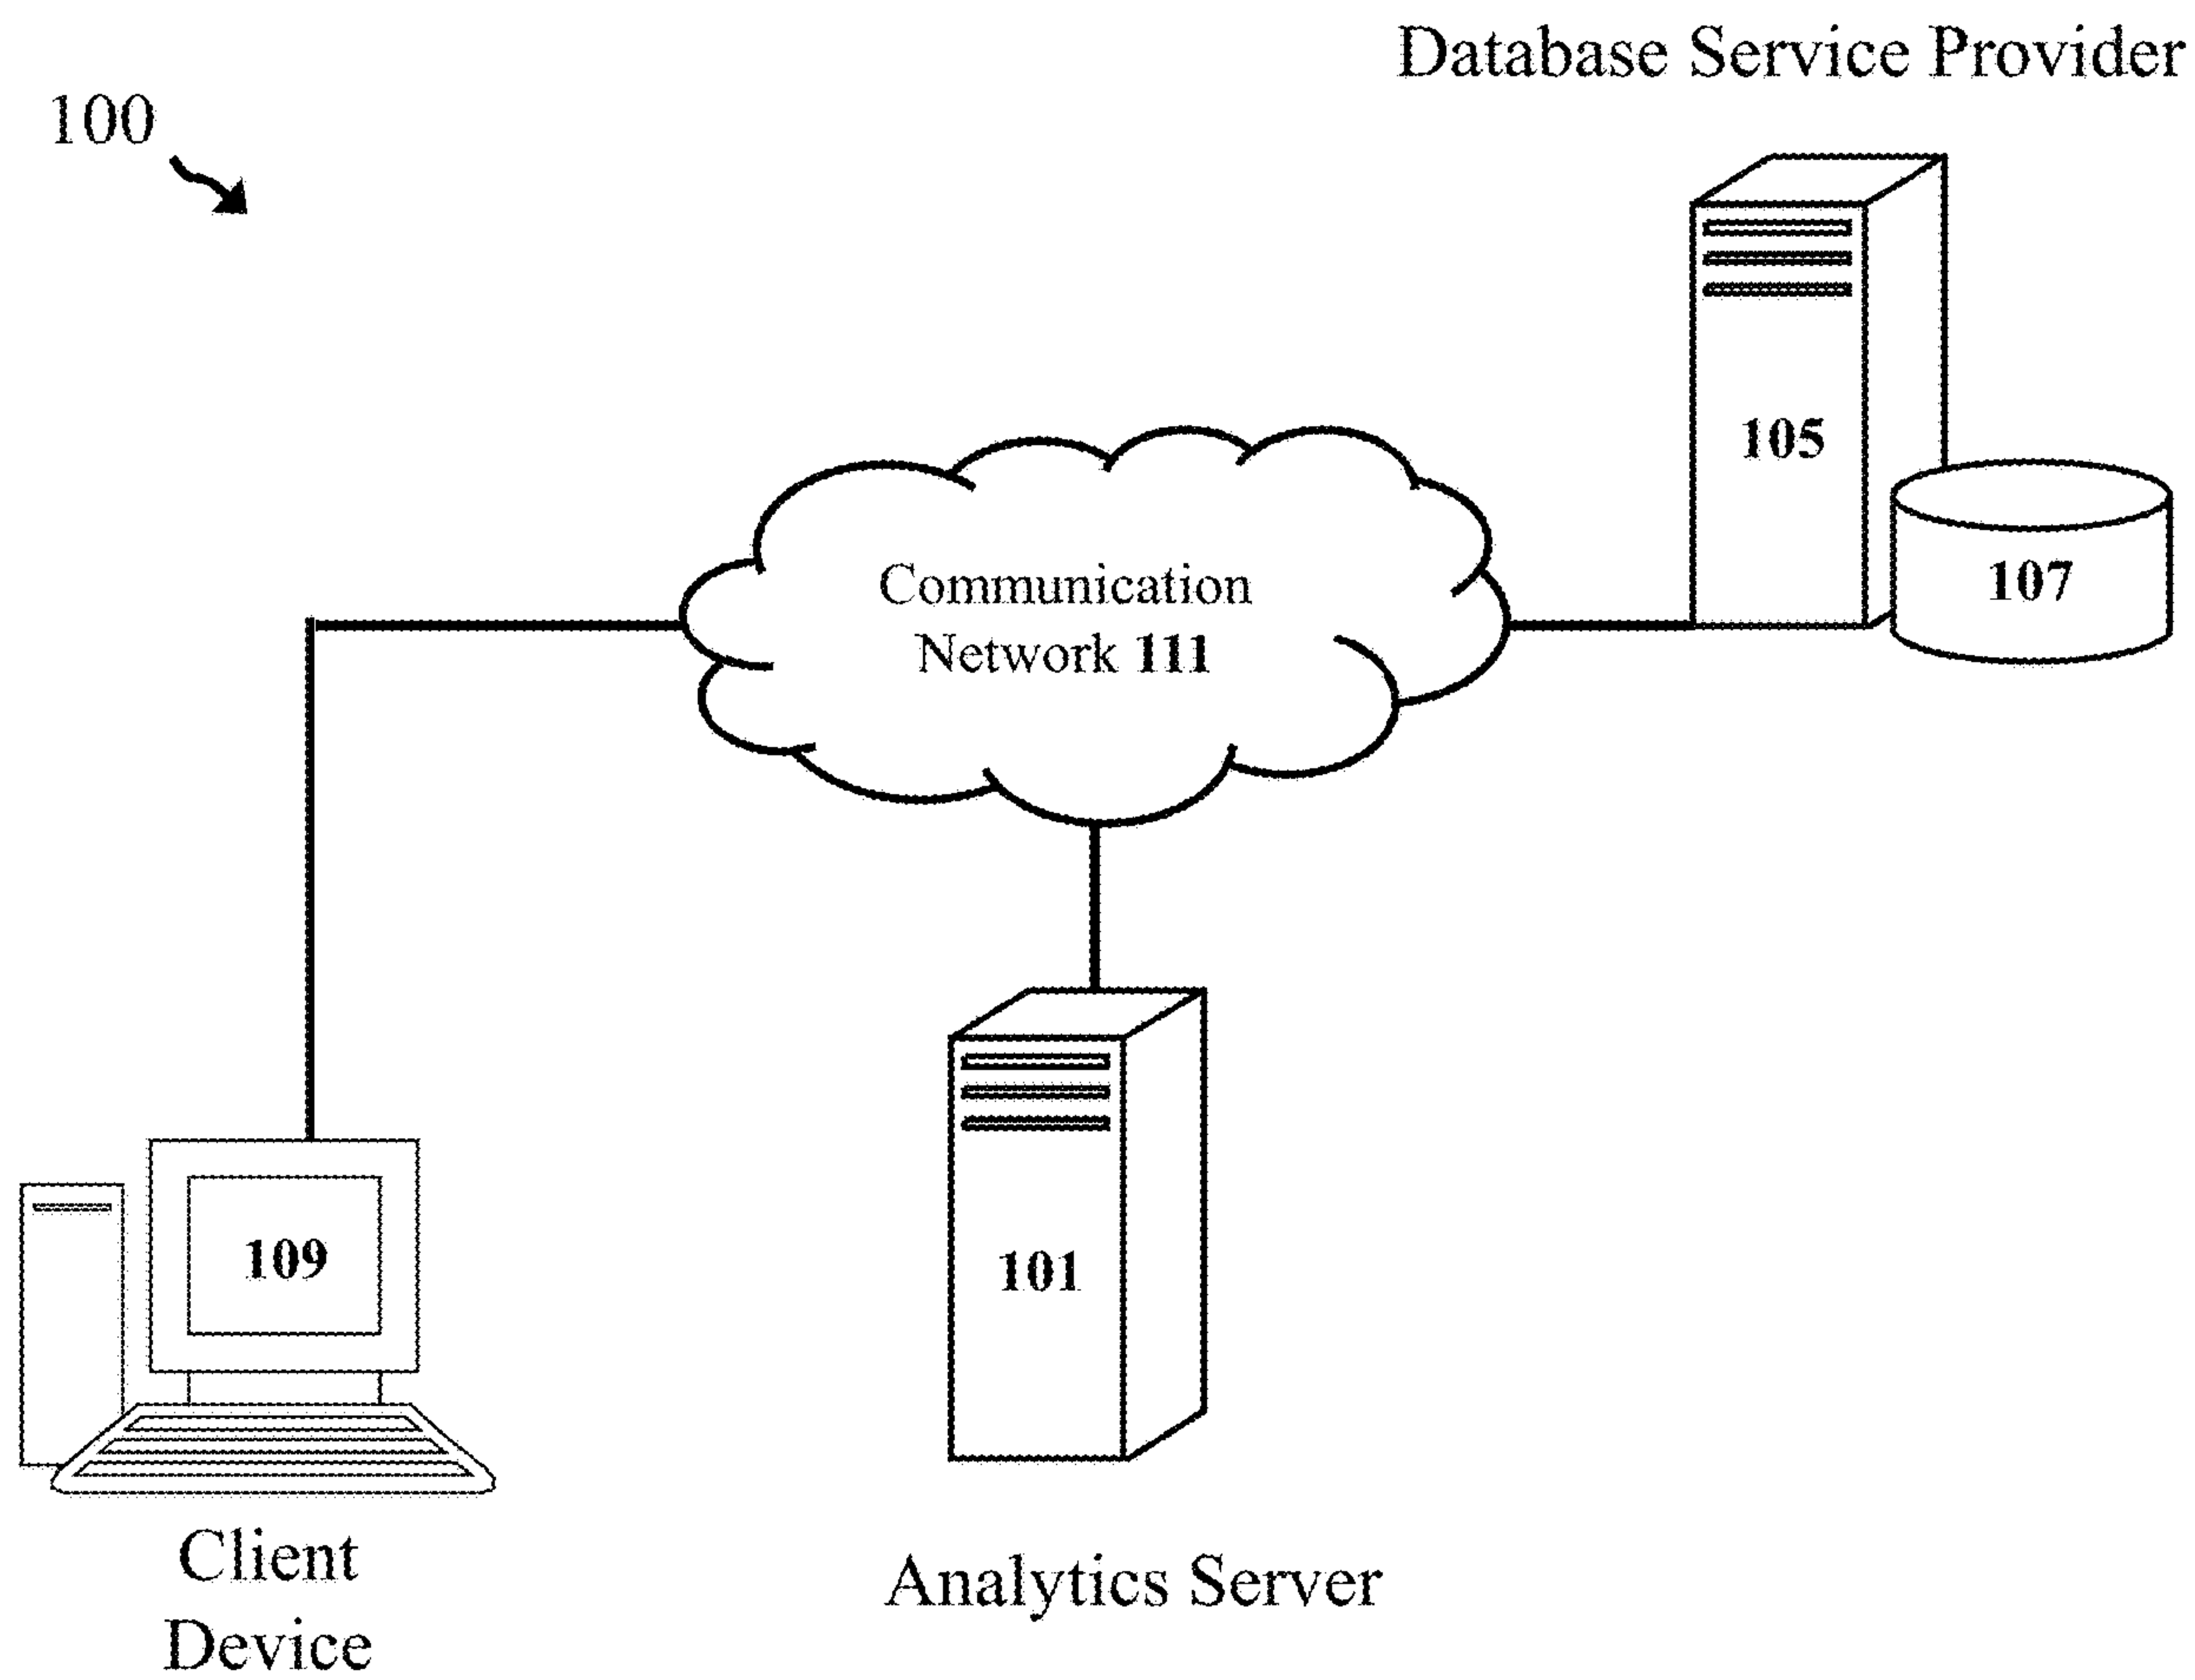 Database Service Provider
100
105
107
Communication
Network 111
109
101
Client
Device
Analytics Server